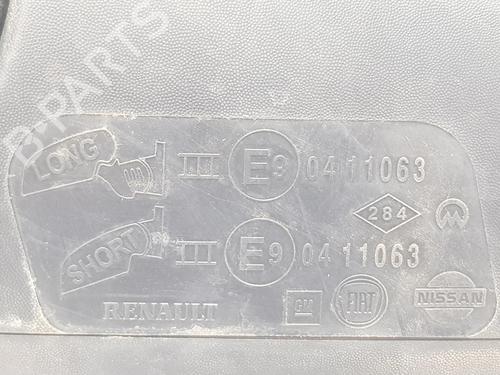 B-PARTS
LONG III E9 0411063
284 M
SHORT III E9 0411063
RENAULT GM FIAT NISSAN